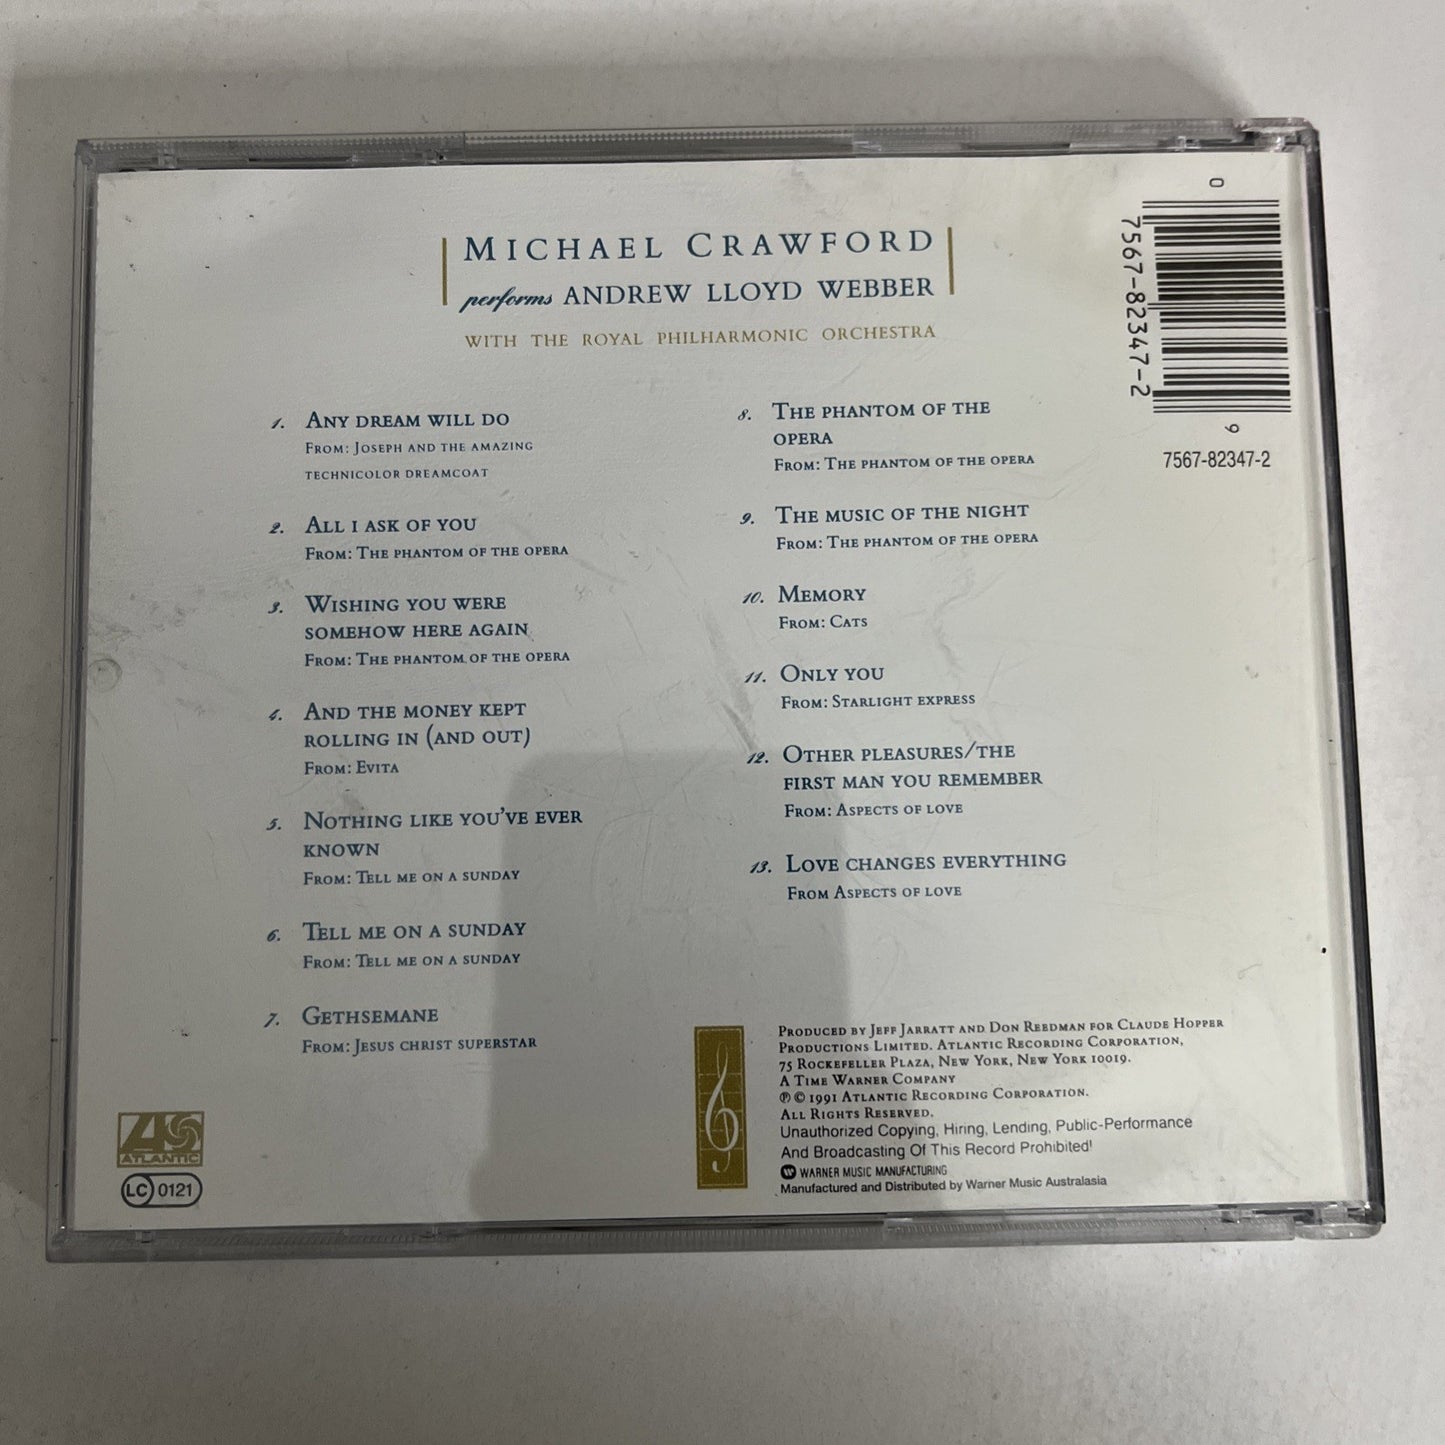 MICHAEL CRAWFORD
performs ANDREW LLOYD WEBBER
WITH THE ROYAL PHILHARMONIC ORCHESTRA
1. ANY DREAM WILL DO
FROM: JOSEPH AND THE AMAZING
TECHNICOLOR DREAMCOAT
2. ALL I ASK OF YOU
FROM: THE PHANTOM OF THE OPERA
3. WISHING YOU WERE
SOMEHOW HERE AGAIN
FROM: THE PHANTOM OF THE OPERA
4. AND THE MONEY KEPT
ROLLING IN (AND OUT)
FROM: EVITA
5. NOTHING LIKE YOU'VE EVER
KNOWN
FROM: TELL ME ON A SUNDAY
6. TELL ME ON A SUNDAY
FROM: TELL ME ON A SUNDAY
7. GETHSEMANE
FROM: JESUS CHRIST SUPERSTAR
8. THE PHANTOM OF THE
OPERA
FROM: THE PHANTOM OF THE OPERA
9. THE MUSIC OF THE NIGHT
FROM: THE PHANTOM OF THE OPERA
10. MEMORY
FROM: CATS
11. ONLY YOU
FROM: STARLIGHT EXPRESS
12. OTHER PLEASURES/THE
FIRST MAN YOU REMEMBER
FROM: ASPECTS OF LOVE
13. LOVE CHANGES EVERYTHING
FROM ASPECTS OF LOVE
0
7567-82347-2
9
7567-82347-2
PRODUCED BY JEFF JARRATT AND DON REEDMAN FOR CLAUDE HOPPER
PRODUCTIONS LIMITED. ATLANTIC RECORDING CORPORATION,
75 ROCKEFELLER PLAZA, NEW YORK, NEW YORK 10019.
A TIME WARNER COMPANY
℗ © 1991 ATLANTIC RECORDING CORPORATION.
ALL RIGHTS RESERVED.
Unauthorized Copying, Hiring, Lending, Public-Performance
And Broadcasting Of This Record Prohibited!
WARNER MUSIC MANUFACTURING
Manufactured and Distributed by Warner Music Australasia
ATLANTIC
LC 0121